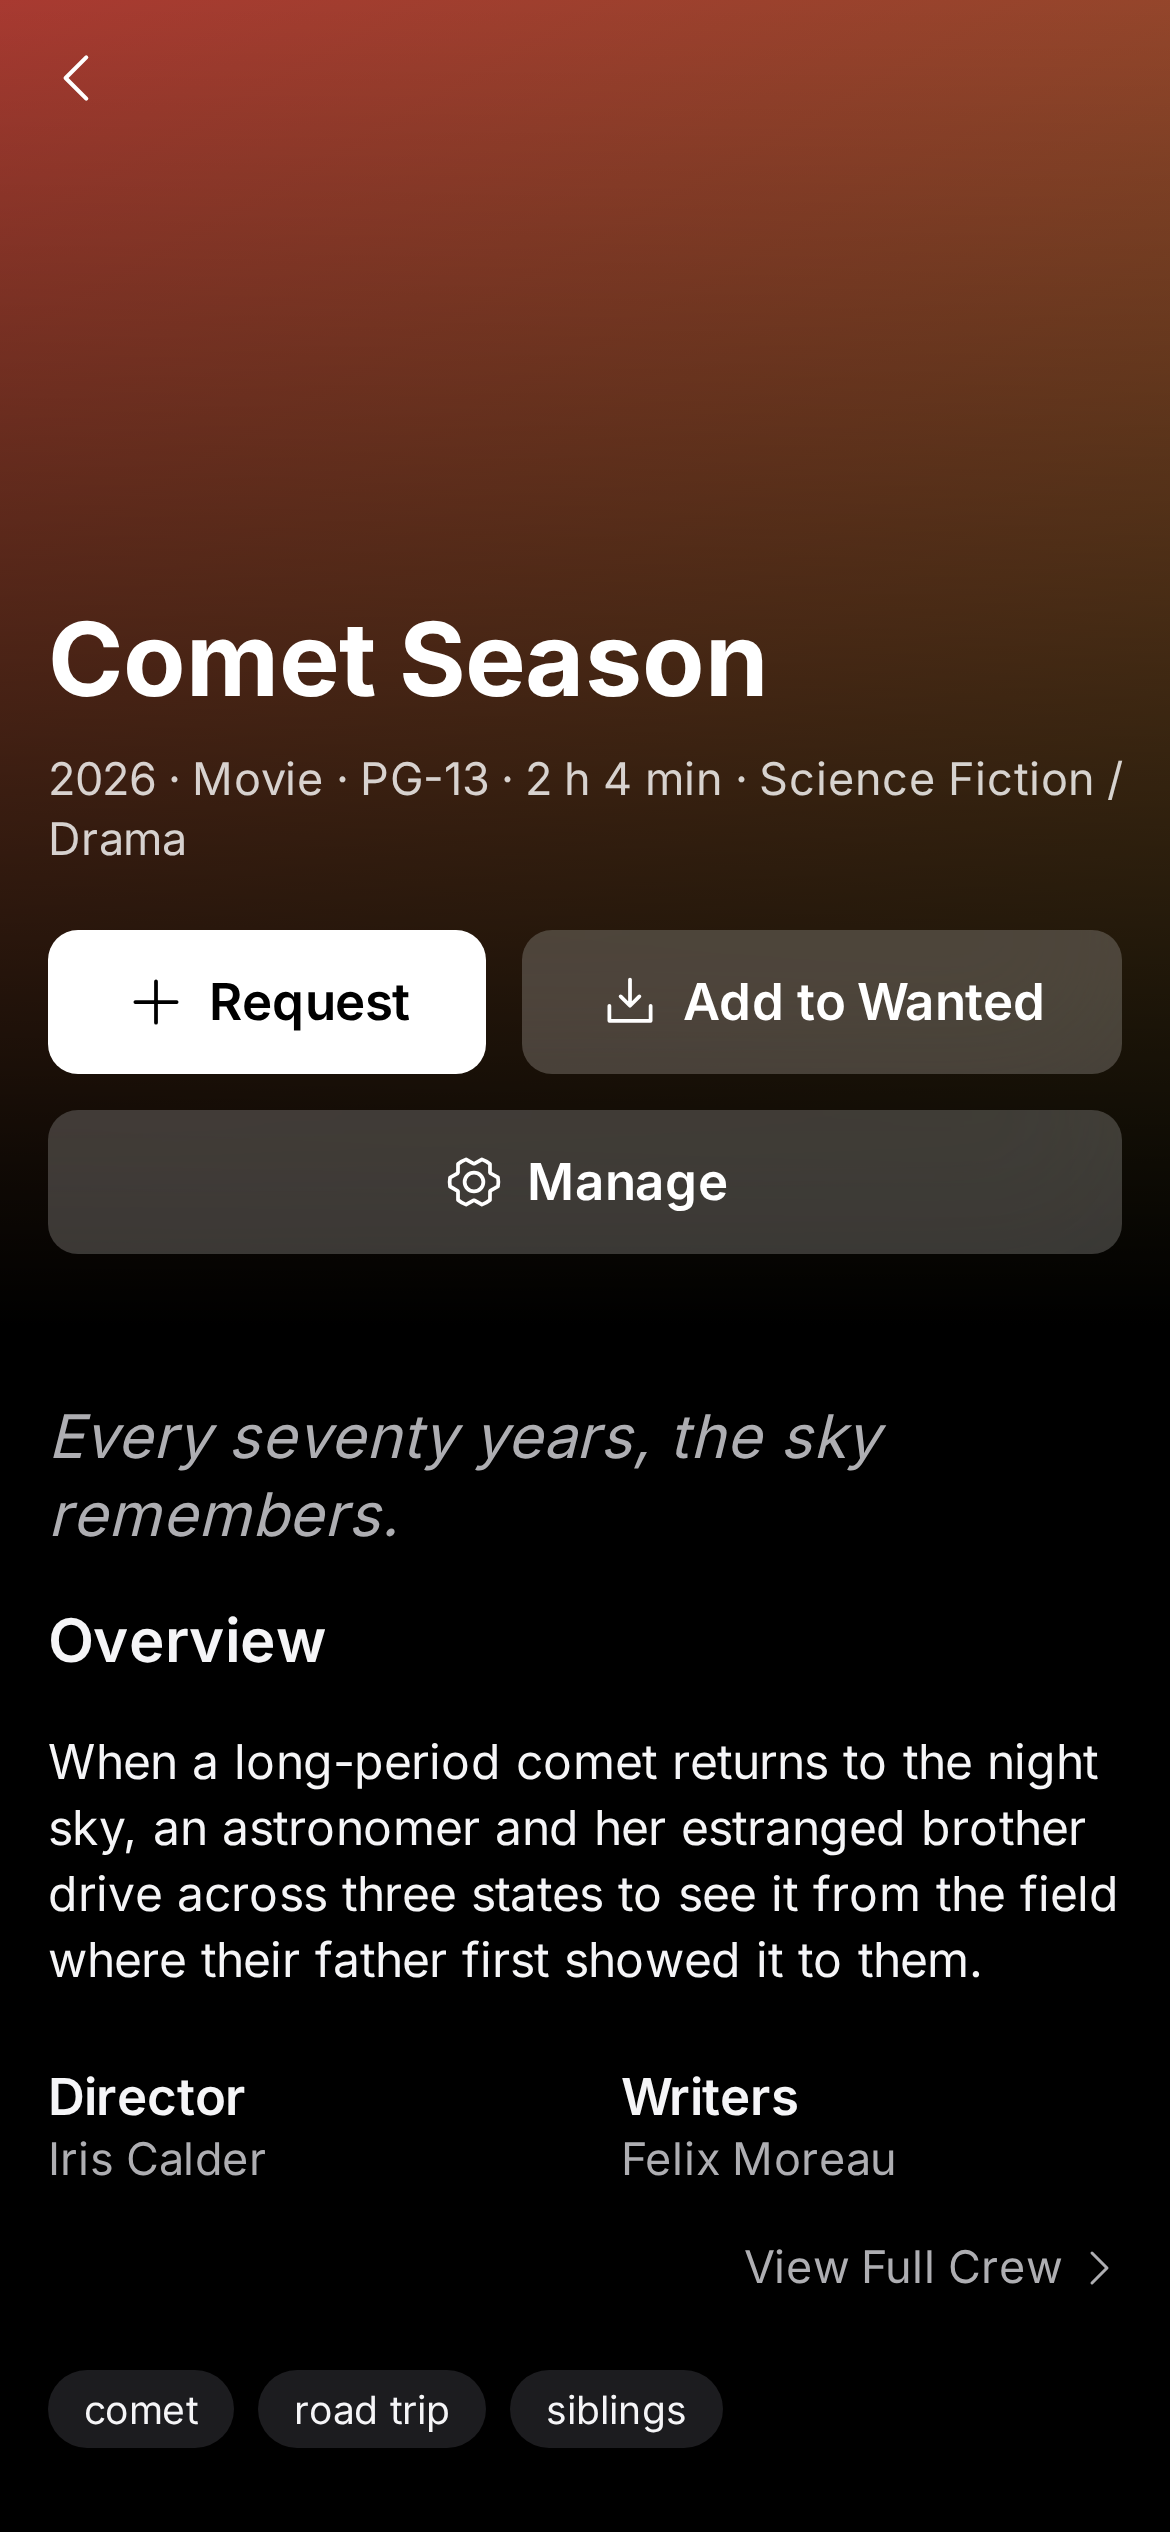 Comet Season
2026 · Movie · PG-13 · 2 h 4 min · Science Fiction /
Drama
Request
Add to Wanted
Manage
Every seventy years, the sky
remembers.
Overview
When a long-period comet returns to the night
sky, an astronomer and her estranged brother
drive across three states to see it from the field
where their father first showed it to them.
Director
Iris Calder
Writers
Felix Moreau
View Full Crew
comet
road trip
siblings